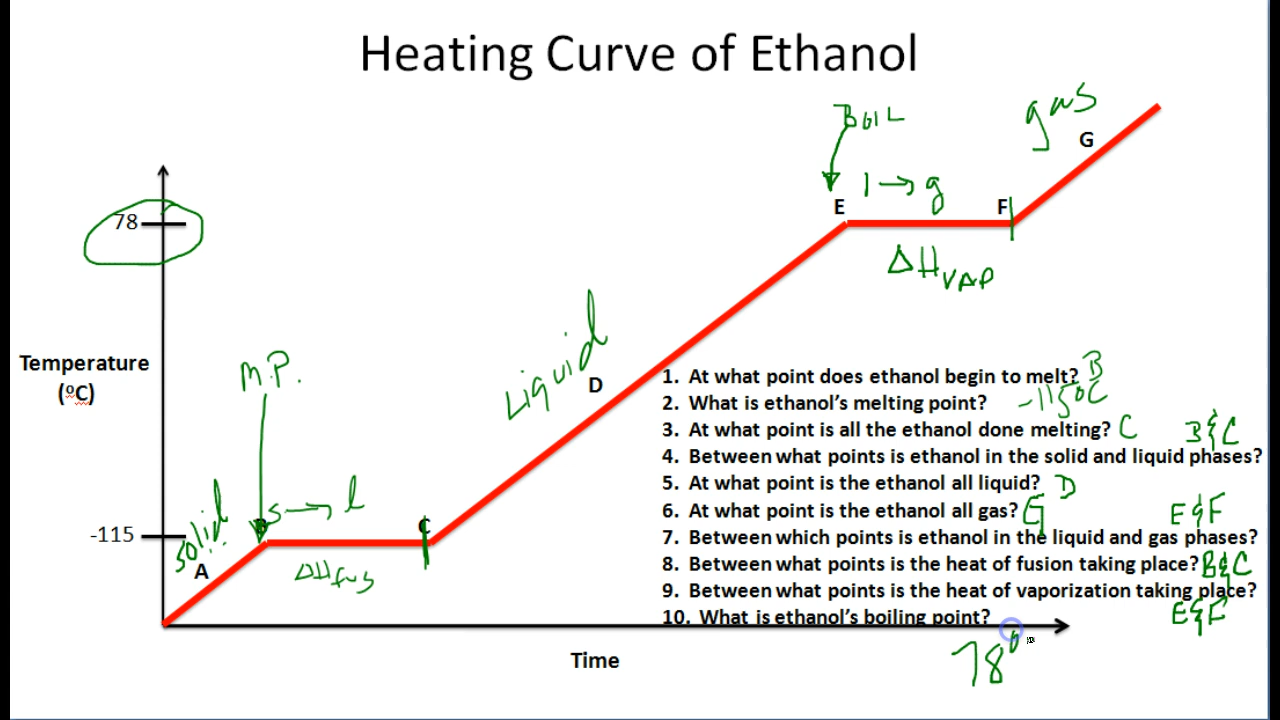 Heating Curve of Ethanol
gas
BOIL
G
l → g
E
F
78
ΔHVAP
Liquid
Temperature
(ºC)
M.P.
D
1. At what point does ethanol begin to melt? B
2. What is ethanol's melting point? -115ºC
3. At what point is all the ethanol done melting? C
B&C
4. Between what points is ethanol in the solid and liquid phases?
5. At what point is the ethanol all liquid? D
6. At what point is the ethanol all gas? G
E&F
7. Between which points is ethanol in the liquid and gas phases?
8. Between what points is the heat of fusion taking place? B&C
9. Between what points is the heat of vaporization taking place?
E&F
10. What is ethanol's boiling point?
78º
solid
B
s → l
C
-115
A
ΔHfus
Time